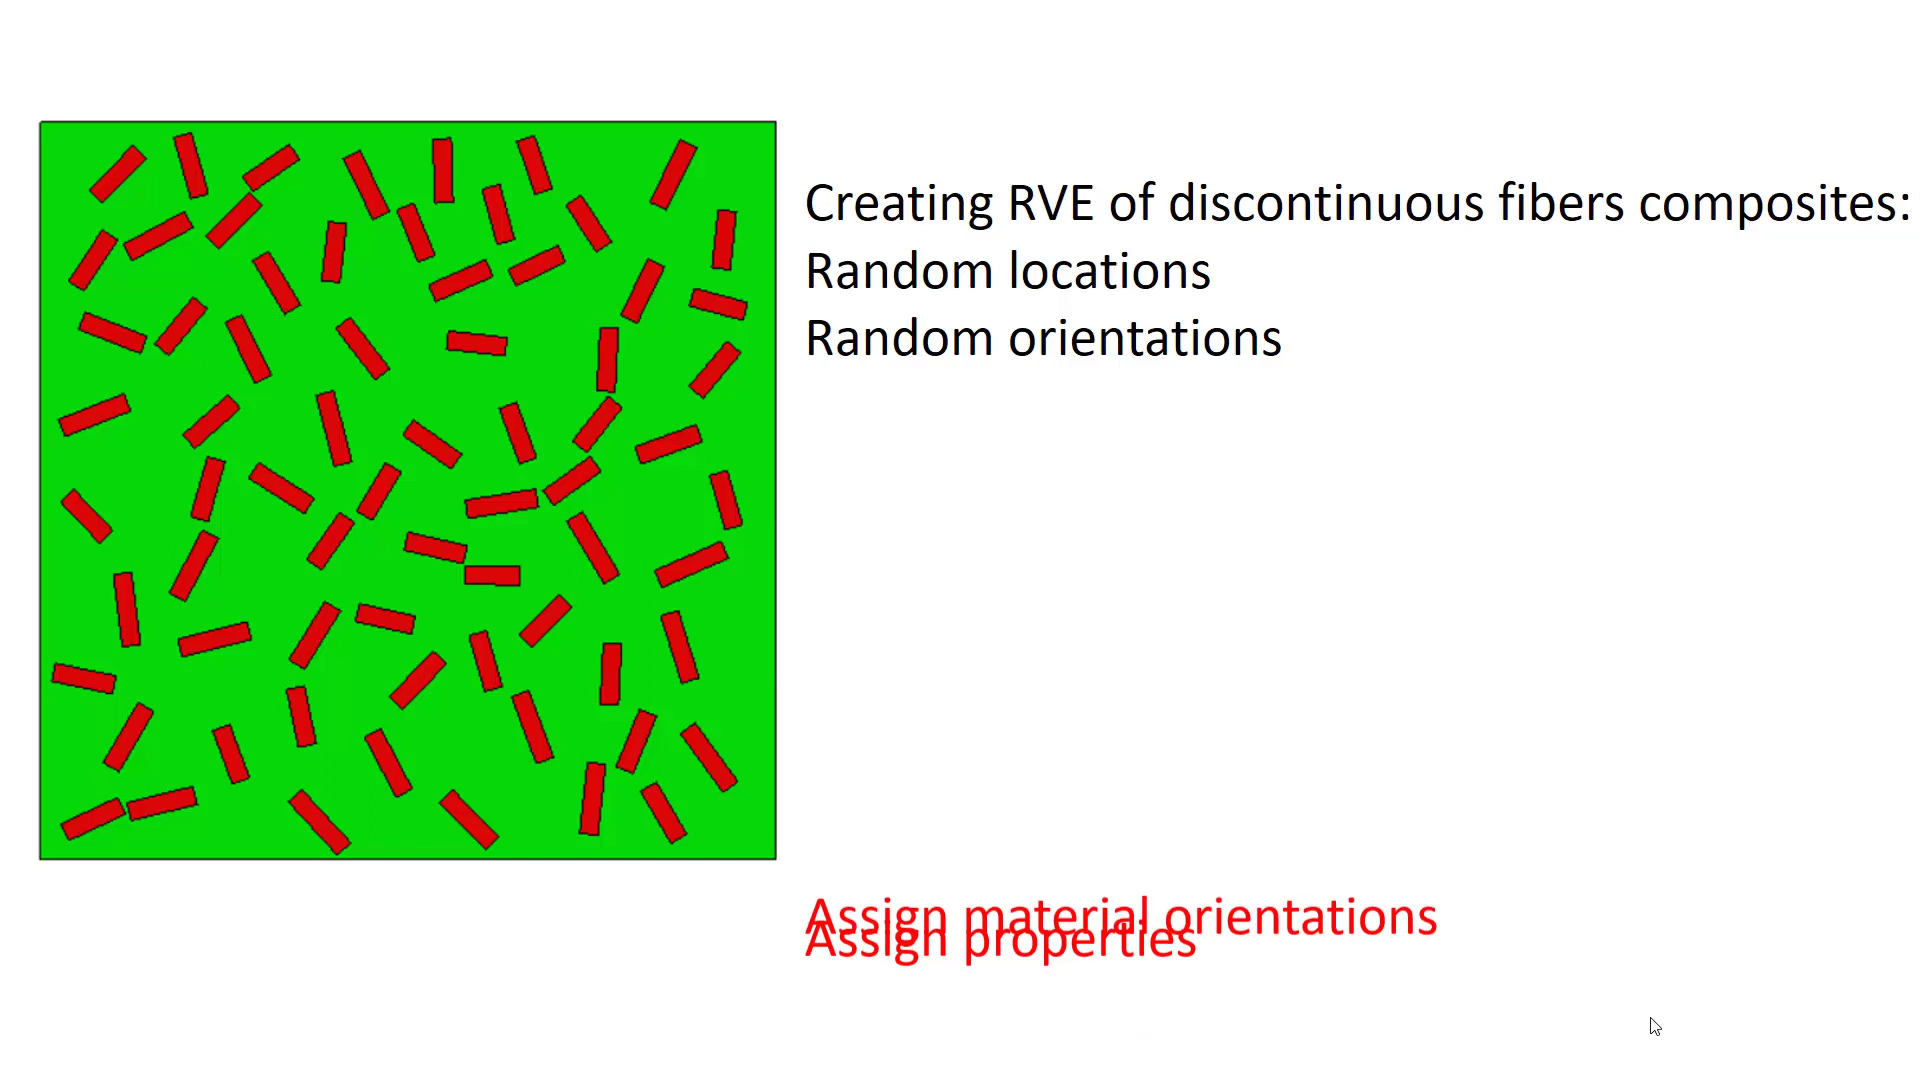 Creating RVE of discontinuous fibers composites:
Random locations
Random orientations
Assign material orientations
Assign properties